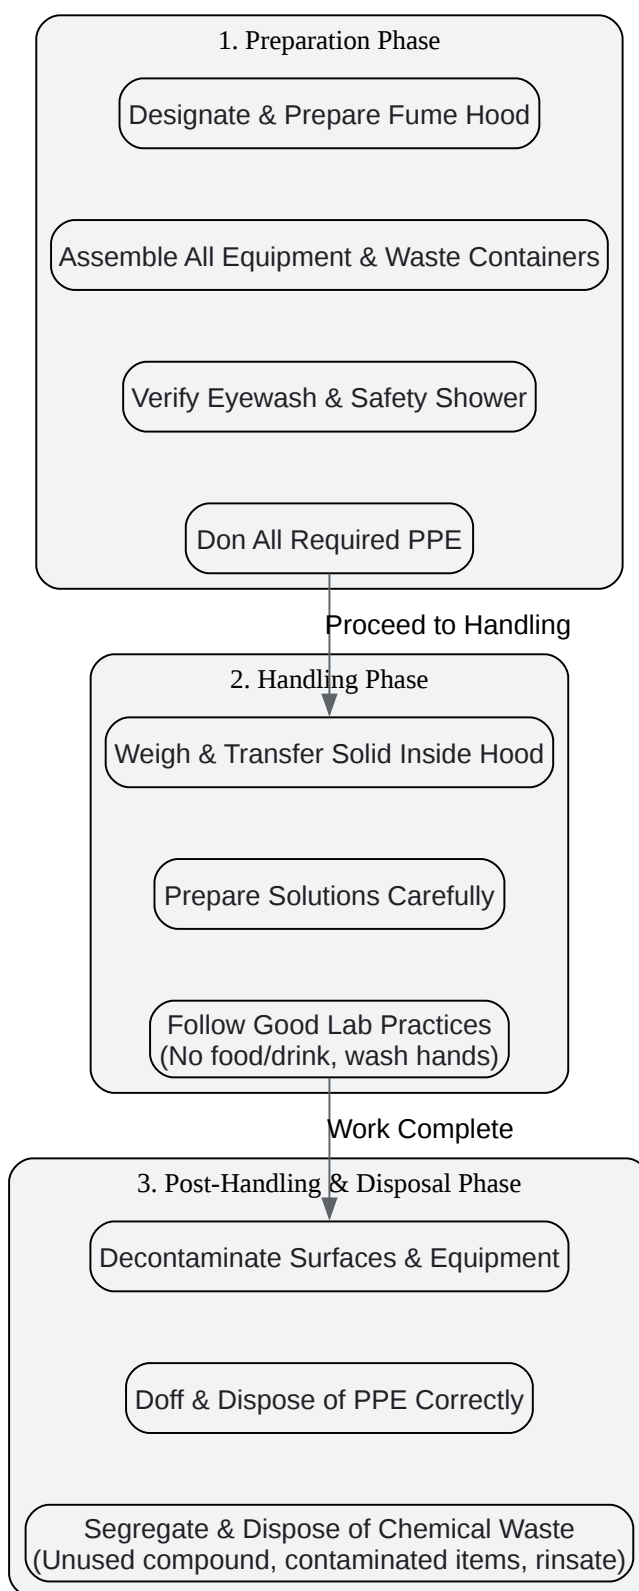 1. Preparation Phase
Designate & Prepare Fume Hood
Assemble All Equipment & Waste Containers
Verify Eyewash & Safety Shower
Don All Required PPE
Proceed to Handling
2. Handling Phase
Weigh & Transfer Solid Inside Hood
Prepare Solutions Carefully
Follow Good Lab Practices
(No food/drink, wash hands)
Work Complete
3. Post-Handling & Disposal Phase
Decontaminate Surfaces & Equipment
Doff & Dispose of PPE Correctly
Segregate & Dispose of Chemical Waste
(Unused compound, contaminated items, rinsate)